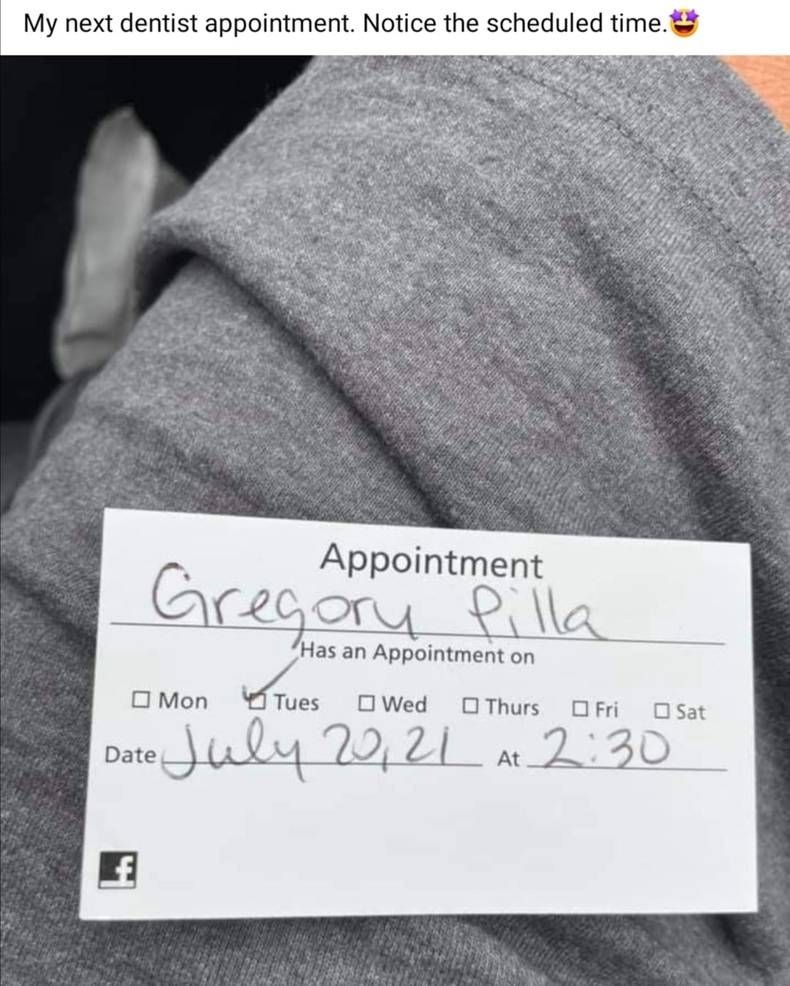 My next dentist appointment. Notice the scheduled time.🤩
Appointment
Gregory Pilla
Has an Appointment on
☐ Mon ☑ Tues ☐ Wed ☐ Thurs ☐ Fri ☐ Sat
Date July 20, 21 At 2:30
f